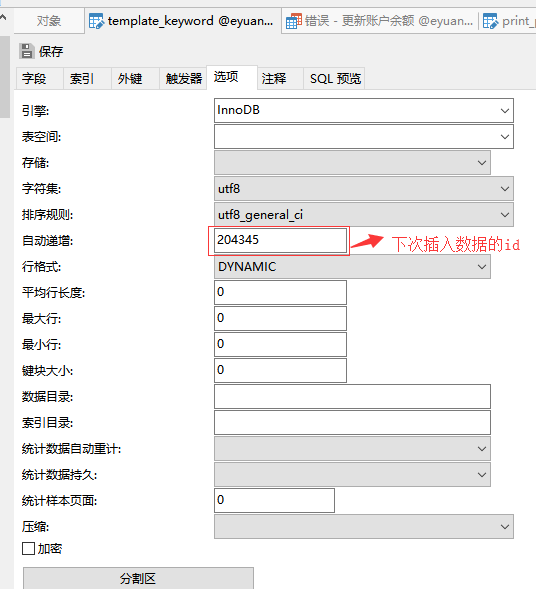 对象 template_keyword @eyuan... 错误 - 更新账户余额 @eyuan... print_
保存
字段 索引 外键 触发器 选项 注释 SQL 预览
引擎: InnoDB
表空间:
存储:
字符集: utf8
排序规则: utf8_general_ci
自动递增: 204345 下次插入数据的id
行格式: DYNAMIC
平均行长度: 0
最大行: 0
最小行: 0
键块大小: 0
数据目录:
索引目录:
统计数据自动重计:
统计数据持久:
统计样本页面: 0
压缩:
加密
分割区